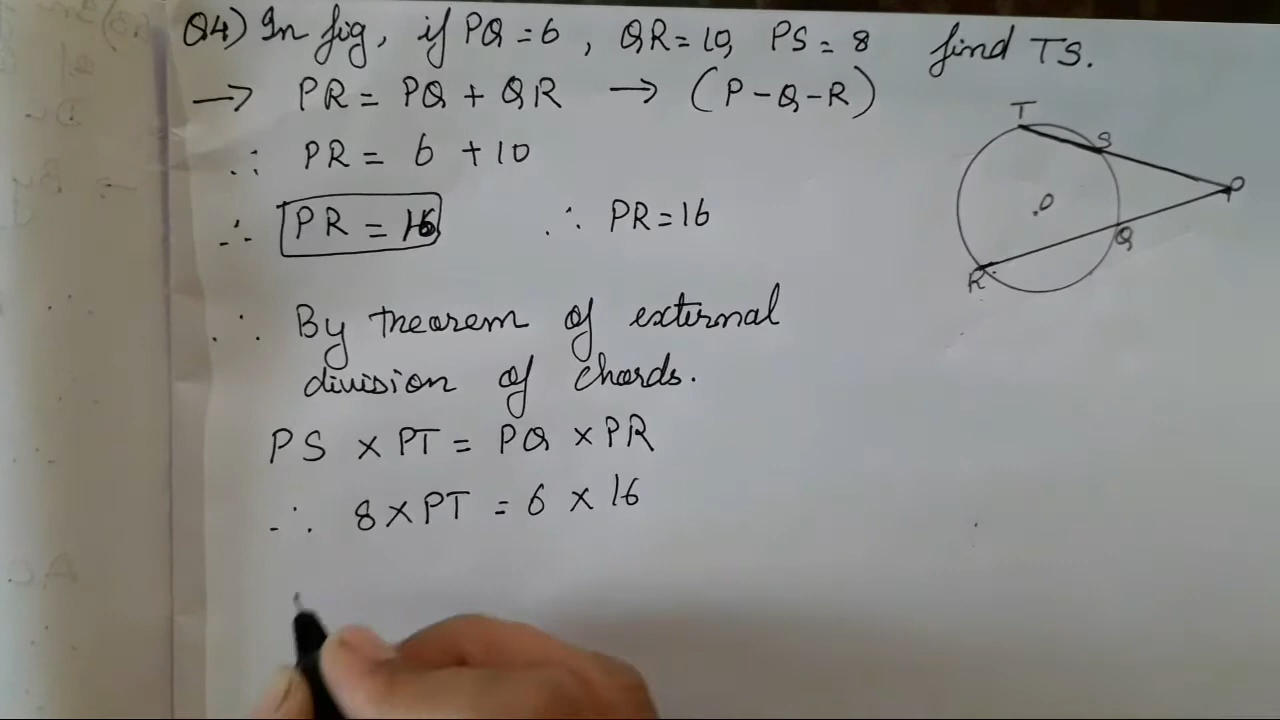 Q4) In fig, if PQ = 6 , QR = 10, PS = 8 find TS.
→ PR = PQ + QR → (P - Q - R)
∴ PR = 6 + 10
∴ PR = 16 ∴ PR = 16
∴ By theorem of external
division of chords.
PS × PT = PQ × PR
∴ 8 × PT = 6 × 16
T
S
P
O
Q
R